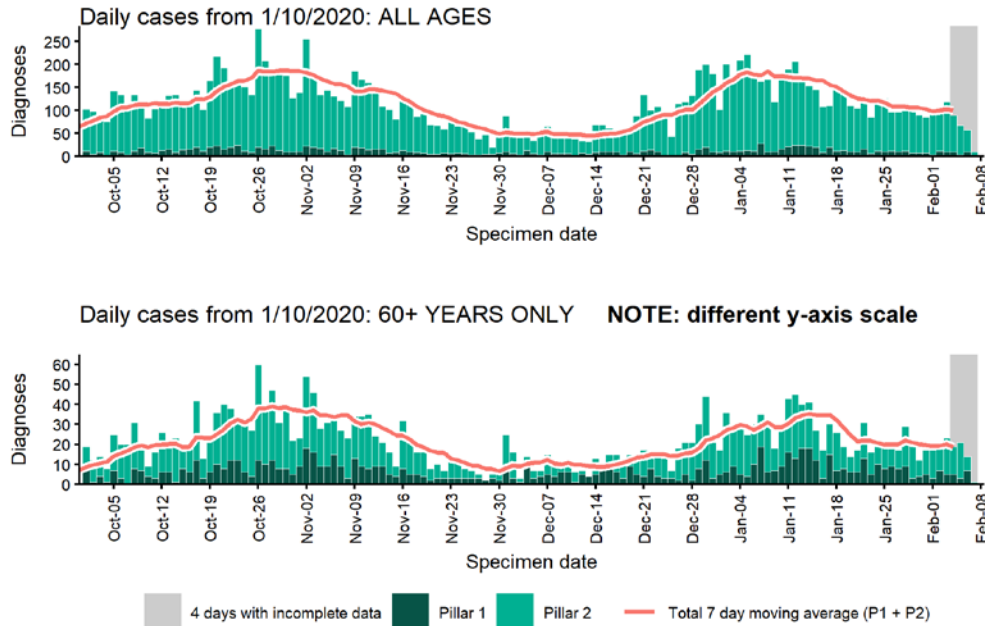 Daily cases from 1/10/2020: ALL AGES
250
200
150
100
50
0
Diagnoses
Oct-05
Oct-12
Oct-19
Oct-26
Nov-02
Nov-09
Nov-16
Nov-23
Nov-30
Dec-07
Dec-14
Dec-21
Dec-28
Jan-04
Jan-11
Jan-18
Jan-25
Feb-01
Feb-08
Specimen date
Daily cases from 1/10/2020: 60+ YEARS ONLY NOTE: different y-axis scale
60
50
40
30
20
10
0
Diagnoses
Oct-05
Oct-12
Oct-19
Oct-26
Nov-02
Nov-09
Nov-16
Nov-23
Nov-30
Dec-07
Dec-14
Dec-21
Dec-28
Jan-04
Jan-11
Jan-18
Jan-25
Feb-01
Feb-08
Specimen date
4 days with incomplete data Pillar 1 Pillar 2 Total 7 day moving average (P1 + P2)